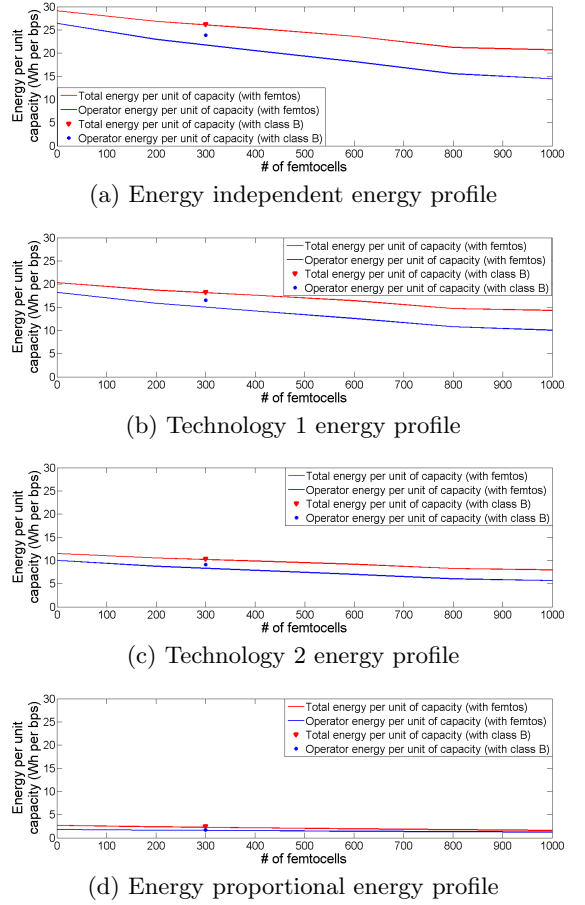 Energy per unit
capacity (Wh per bps)
30
25
20
15
10
5
0
Total energy per unit of capacity (with femtos)
Operator energy per unit of capacity (with femtos)
Total energy per unit of capacity (with class B)
Operator energy per unit of capacity (with class B)
0 100 200 300 400 500 600 700 800 900 1000
# of femtocells
(a) Energy independent energy profile
Energy per unit
capacity (Wh per bps)
30
25
20
15
10
5
0
Total energy per unit of capacity (with femtos)
Operator energy per unit of capacity (with femtos)
Total energy per unit of capacity (with class B)
Operator energy per unit of capacity (with class B)
0 100 200 300 400 500 600 700 800 900 1000
# of femtocells
(b) Technology 1 energy profile
Energy per unit
capacity (Wh per bps)
30
25
20
15
10
5
0
Total energy per unit of capacity (with femtos)
Operator energy per unit of capacity (with femtos)
Total energy per unit of capacity (with class B)
Operator energy per unit of capacity (with class B)
0 100 200 300 400 500 600 700 800 900 1000
# of femtocells
(c) Technology 2 energy profile
Energy per unit
capacity (Wh per bps)
30
25
20
15
10
5
0
Total energy per unit of capacity (with femtos)
Operator energy per unit of capacity (with femtos)
Total energy per unit of capacity (with class B)
Operator energy per unit of capacity (with class B)
0 100 200 300 400 500 600 700 800 900 1000
# of femtocells
(d) Energy proportional energy profile